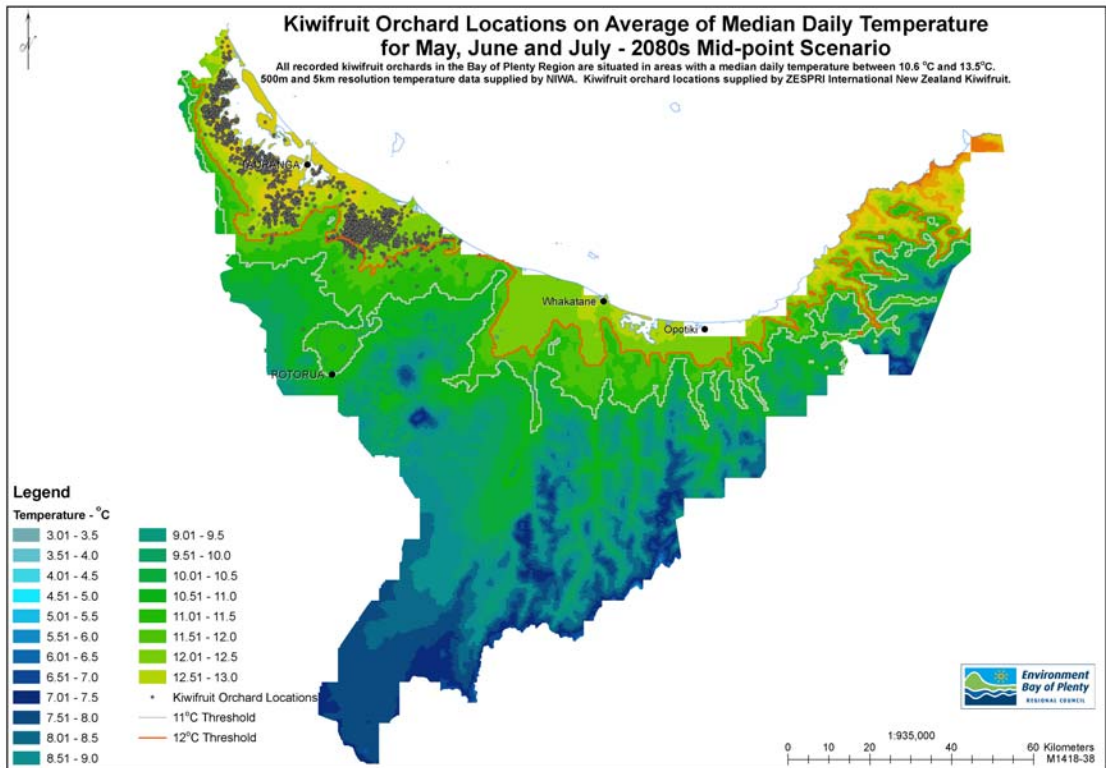 Kiwifruit Orchard Locations on Average of Median Daily Temperature
for May, June and July - 2080s Mid-point Scenario
All recorded kiwifruit orchards in the Bay of Plenty Region are situated in areas with a median daily temperature between 10.6 °C and 13.5°C.
500m and 5km resolution temperature data supplied by NIWA. Kiwifruit orchard locations supplied by ZESPRI International New Zealand Kiwifruit.
TAURANGA
Whakatane
Opotiki
ROTORUA
Legend
Temperature - °C
3.01 - 3.5
3.51 - 4.0
4.01 - 4.5
4.51 - 5.0
5.01 - 5.5
5.51 - 6.0
6.01 - 6.5
6.51 - 7.0
7.01 - 7.5
7.51 - 8.0
8.01 - 8.5
8.51 - 9.0
9.01 - 9.5
9.51 - 10.0
10.01 - 10.5
10.51 - 11.0
11.01 - 11.5
11.51 - 12.0
12.01 - 12.5
12.51 - 13.0
Kiwifruit Orchard Locations
11°C Threshold
12°C Threshold
Environment
Bay of Plenty
REGIONAL COUNCIL
1:935,000
0 10 20 40 60 Kilometers
M1418-38